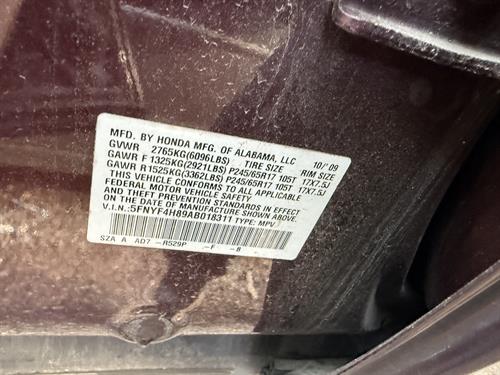 MFD. BY HONDA MFG. OF ALABAMA, LLC 10/'09
GVWR 2765KG(6096LBS) TIRE SIZE RIM SIZE
GAWR F 1325KG(2921LBS) P245/65R17 105T 17X7.5J
GAWR R 1525KG(3362LBS) P245/65R17 105T 17X7.5J
THIS VEHICLE CONFORMS TO ALL APPLICABLE
FEDERAL MOTOR VEHICLE SAFETY
AND THEFT PREVENTION STANDARDS IN EFFECT
ON THE DATE OF MANUFACTURE SHOWN ABOVE.
V.I.N.:5FNYF4H89AB018311 TYPE: MPV
SZA A AD7 -R529P -F -8